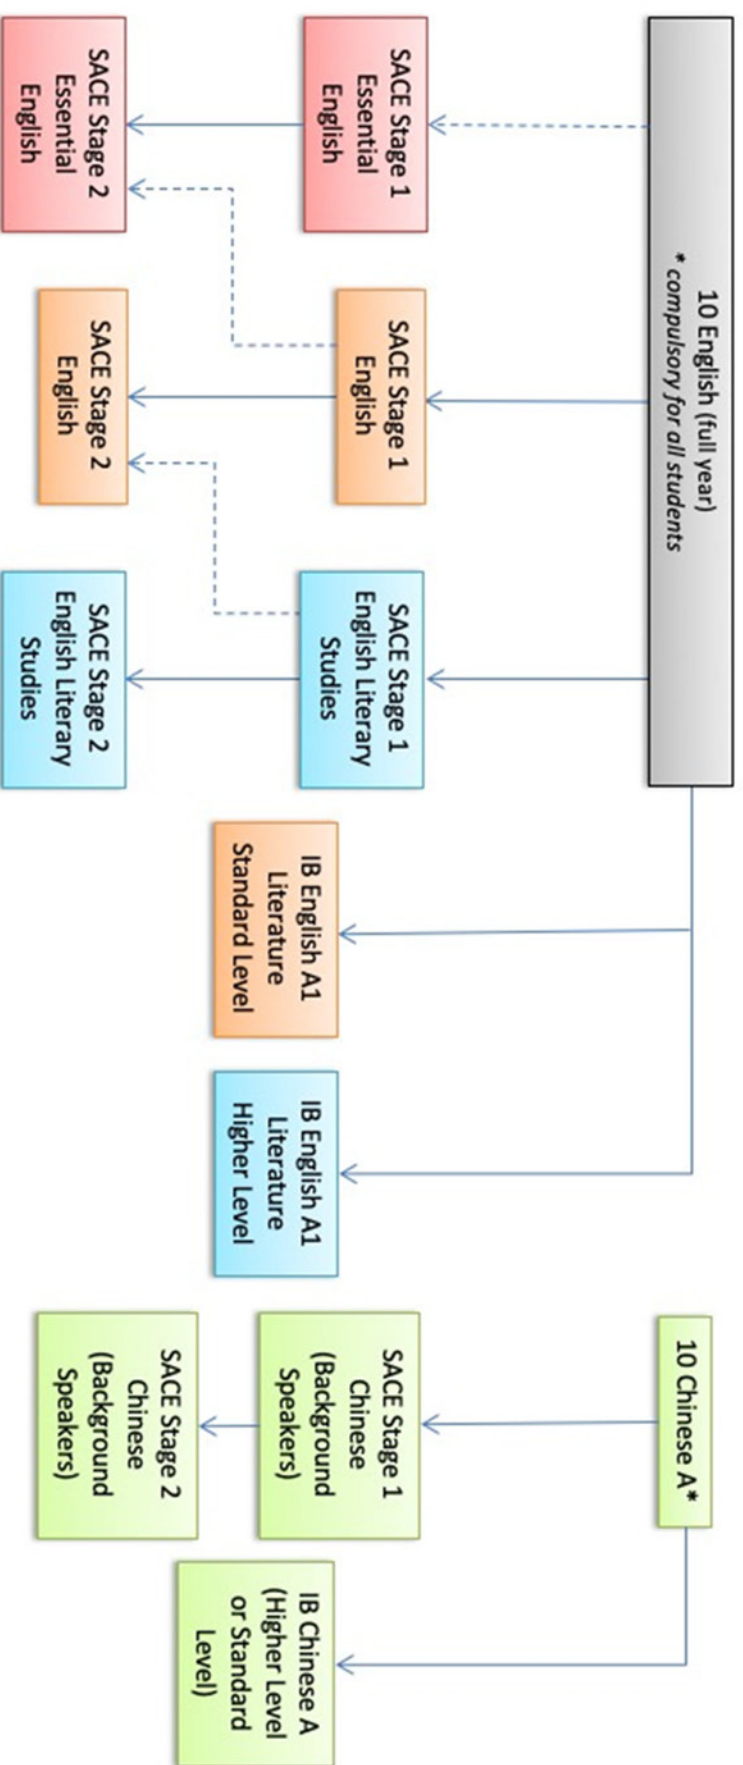 10 English (full year)
* compulsory for all students
10 Chinese A*
SACE Stage 1
Essential
English
SACE Stage 1
English
SACE Stage 1
English Literary
Studies
IB English A1
Literature
Standard Level
IB English A1
Literature
Higher Level
SACE Stage 1
Chinese
(Background
Speakers)
IB Chinese A
(Higher Level
or Standard
Level)
SACE Stage 2
Essential
English
SACE Stage 2
English
SACE Stage 2
English Literary
Studies
SACE Stage 2
Chinese
(Background
Speakers)